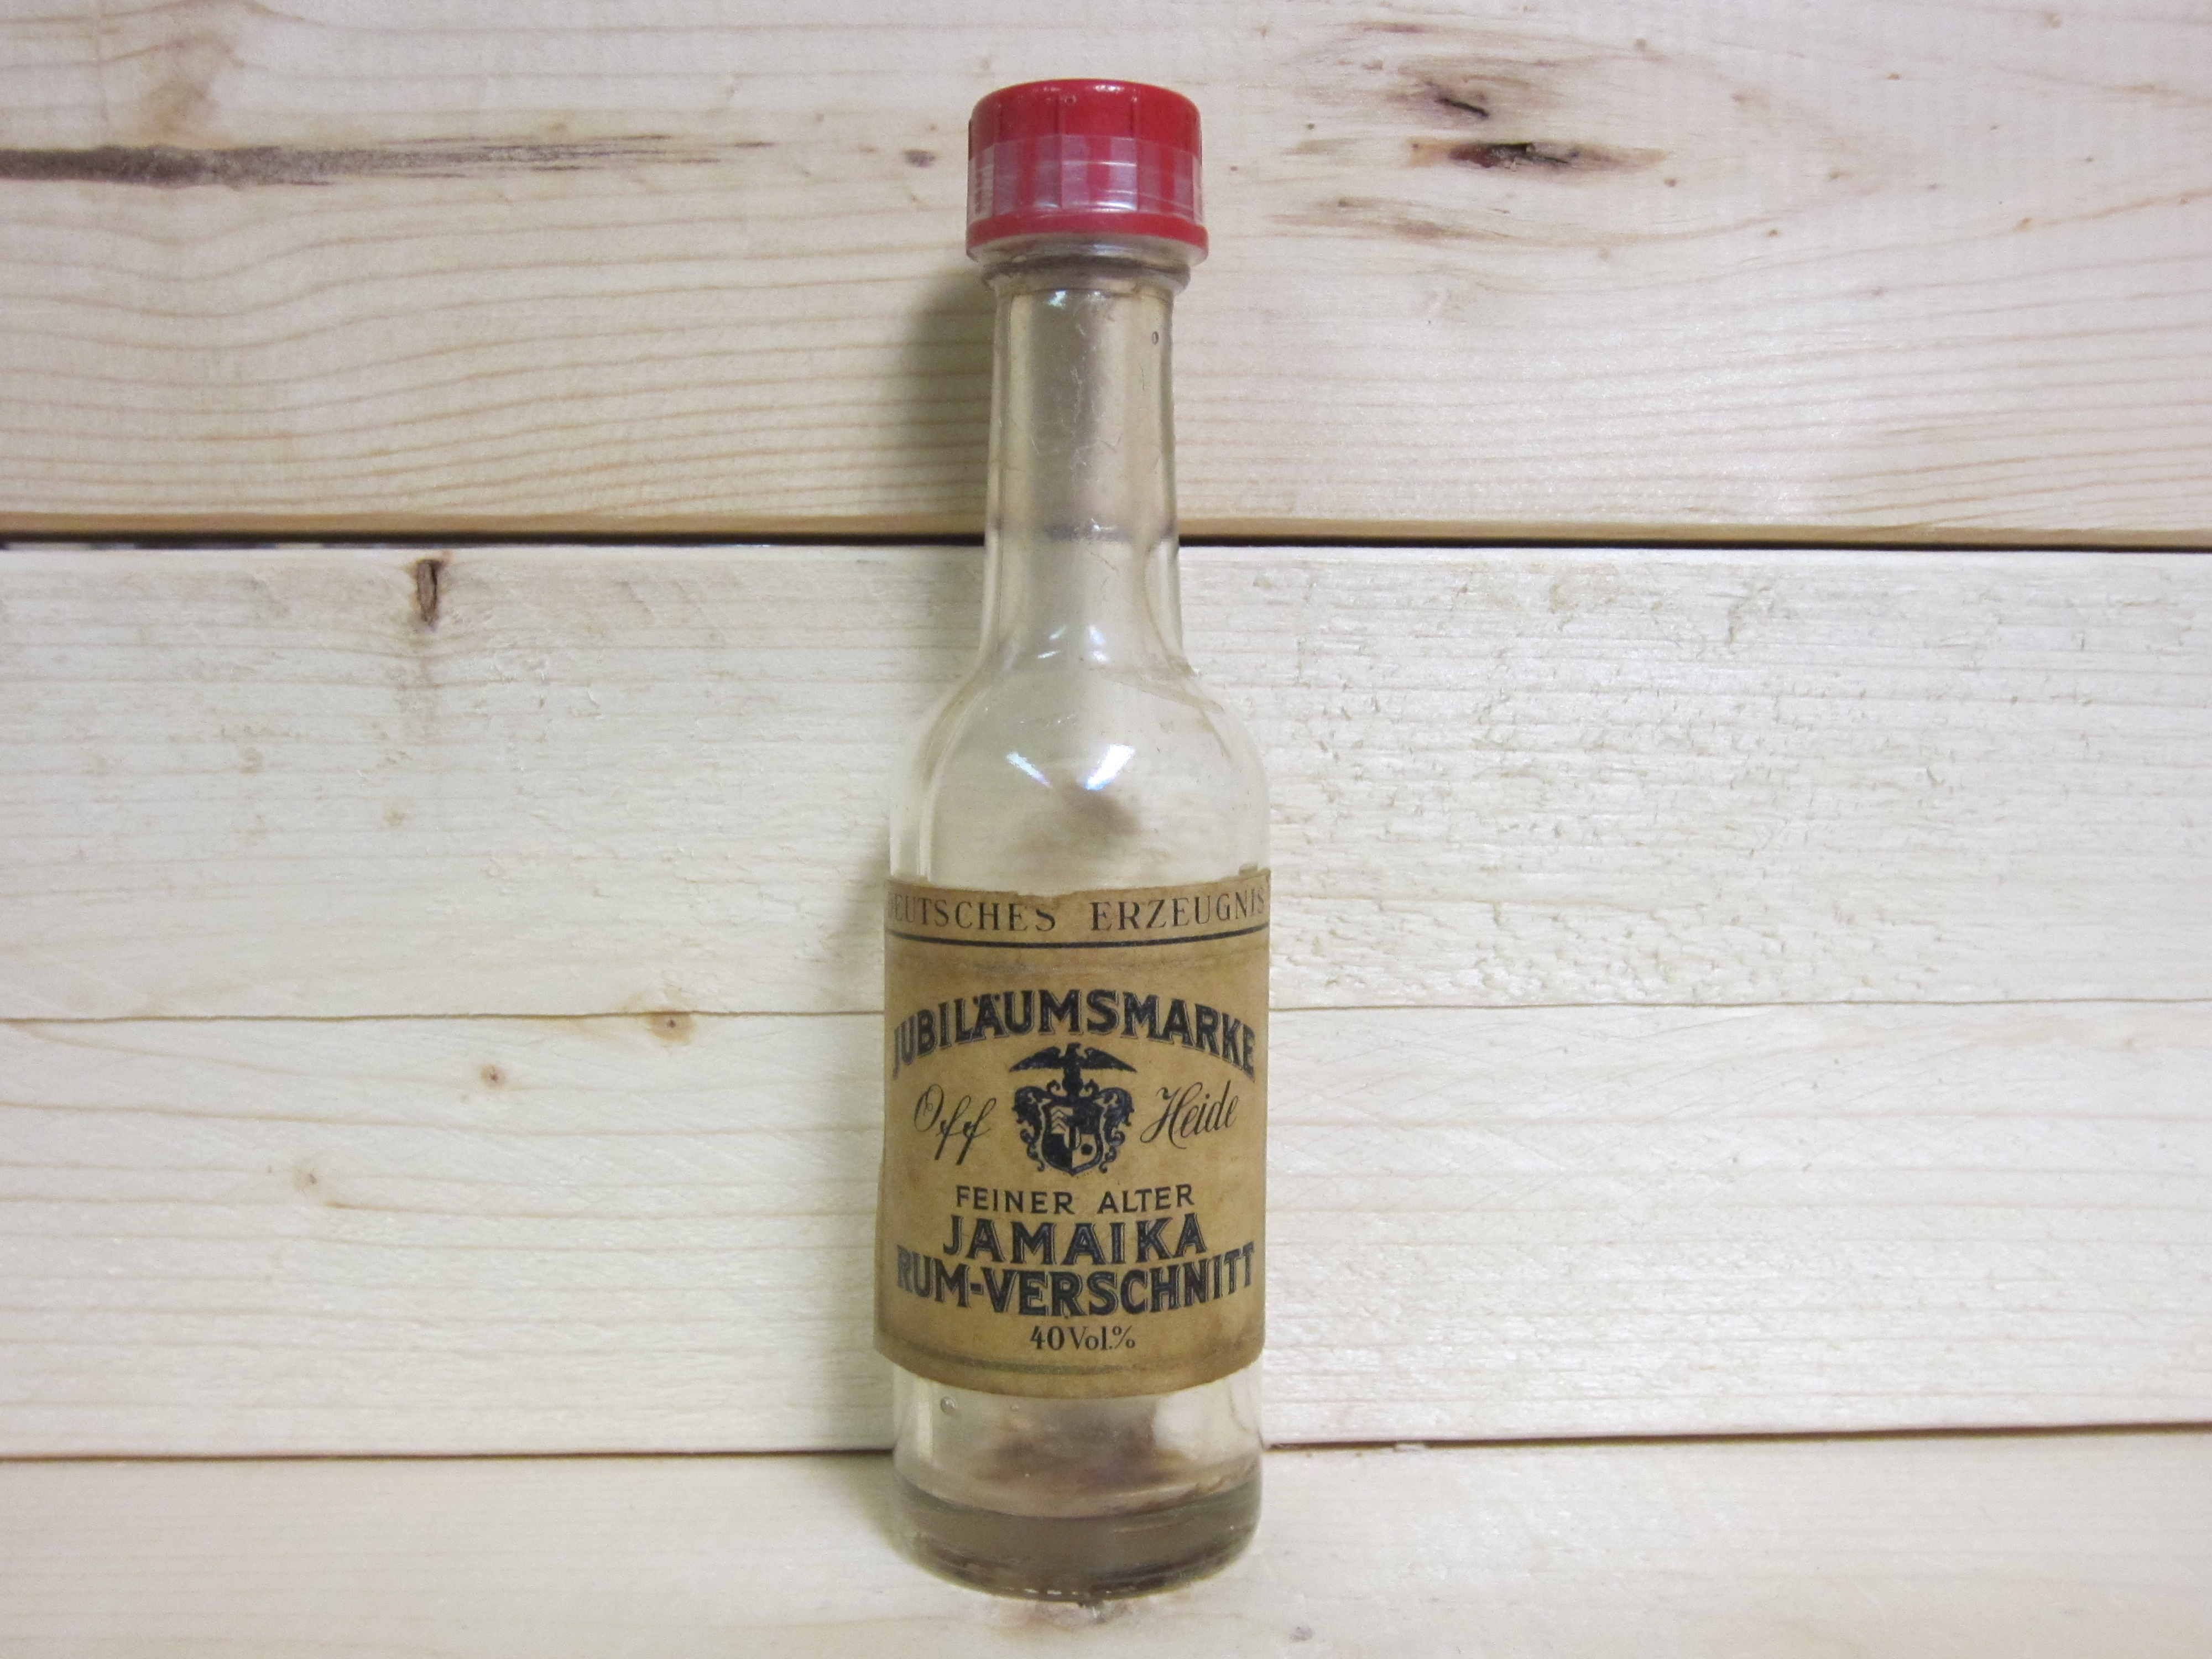 DEUTSCHES ERZEUGNIS
JUBILÄUMSMARKE
Off Heide
FEINER ALTER
JAMAIKA
RUM-VERSCHNITT
40 Vol.%